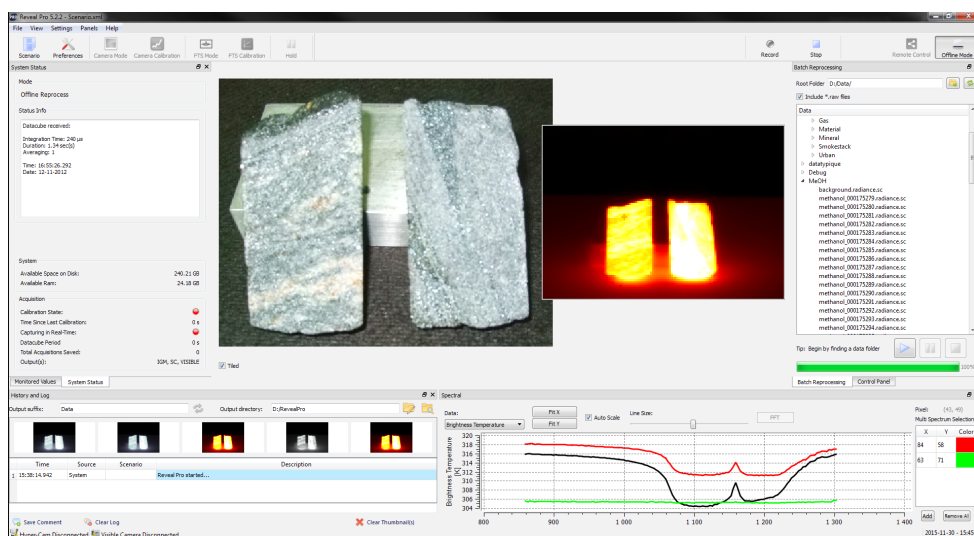 Reveal Pro 5.2.2 - Scenario.xml
File View Settings Panels Help
Scenario Preferences Camera Mode Camera Calibration FTS Mode FTS Calibration Hold Record Stop Remote Control Offline Mode
System Status
Mode
Offline Reprocess
Status Info
Datacube received:
Integration Time: 240 µs
Duration: 1.34 sec(s)
Averaging: 1
Time: 16:55:26.292
Date: 12-11-2012
System
Available Space on Disk: 240.21 GB
Available Ram: 24.18 GB
Acquisition
Calibration State:
Time Since Last Calibration: 0 s
Capturing in Real-Time:
Datacube Period 0 s
Total Acquisitions Saved: 0
Output(s): IGM, SC, VISIBLE
Monitored Values System Status
Tiled
Batch Reprocessing
Root Folder D:/Data/
Include *.raw files
Data
Gas
Material
Mineral
Smokestack
Urban
datatypique
Debug
MeOH
background.radiance.sc
methanol_000175279.radiance.sc
methanol_000175280.radiance.sc
methanol_000175281.radiance.sc
methanol_000175282.radiance.sc
methanol_000175283.radiance.sc
methanol_000175284.radiance.sc
methanol_000175285.radiance.sc
methanol_000175286.radiance.sc
methanol_000175287.radiance.sc
methanol_000175288.radiance.sc
methanol_000175289.radiance.sc
methanol_000175290.radiance.sc
methanol_000175291.radiance.sc
methanol_000175292.radiance.sc
methanol_000175293.radiance.sc
methanol_000175294.radiance.sc
Tip: Begin by finding a data folder
100%
Batch Reprocessing Control Panel
History and Log
Output suffix: Data Output directory: D:/RevealPro
Time Source Scenario Description
1 15:38:14.942 System Reveal Pro started...
Save Comment Clear Log Clear Thumbnail(s)
Hyper-Cam Disconnected Visible Camera Disconnected
Spectral
Data:
Brightness Temperature
Fit X
Fit Y
Auto Scale
Line Size:
FFT
Brightness Temperature
[K]
320
318
316
314
312
310
308
306
304
800 900 1 000 1 100 1 200 1 300 1 400
Pixel: (43, 49)
Multi Spectrum Selection
X Y Color
84 58
63 71
Add Remove All
2015-11-30 - 15:45